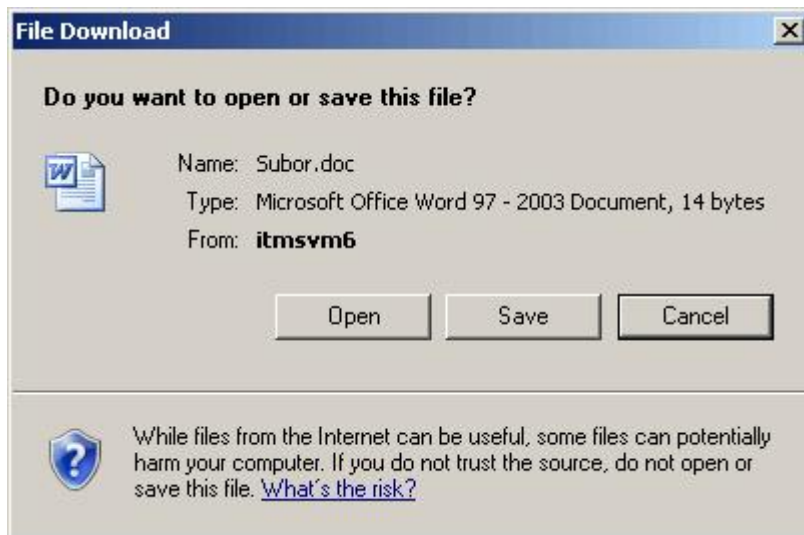 File Download
Do you want to open or save this file?
Name: Subor.doc
Type: Microsoft Office Word 97 - 2003 Document, 14 bytes
From: itmsvm6
Open Save Cancel
While files from the Internet can be useful, some files can potentially
harm your computer. If you do not trust the source, do not open or
save this file. What's the risk?